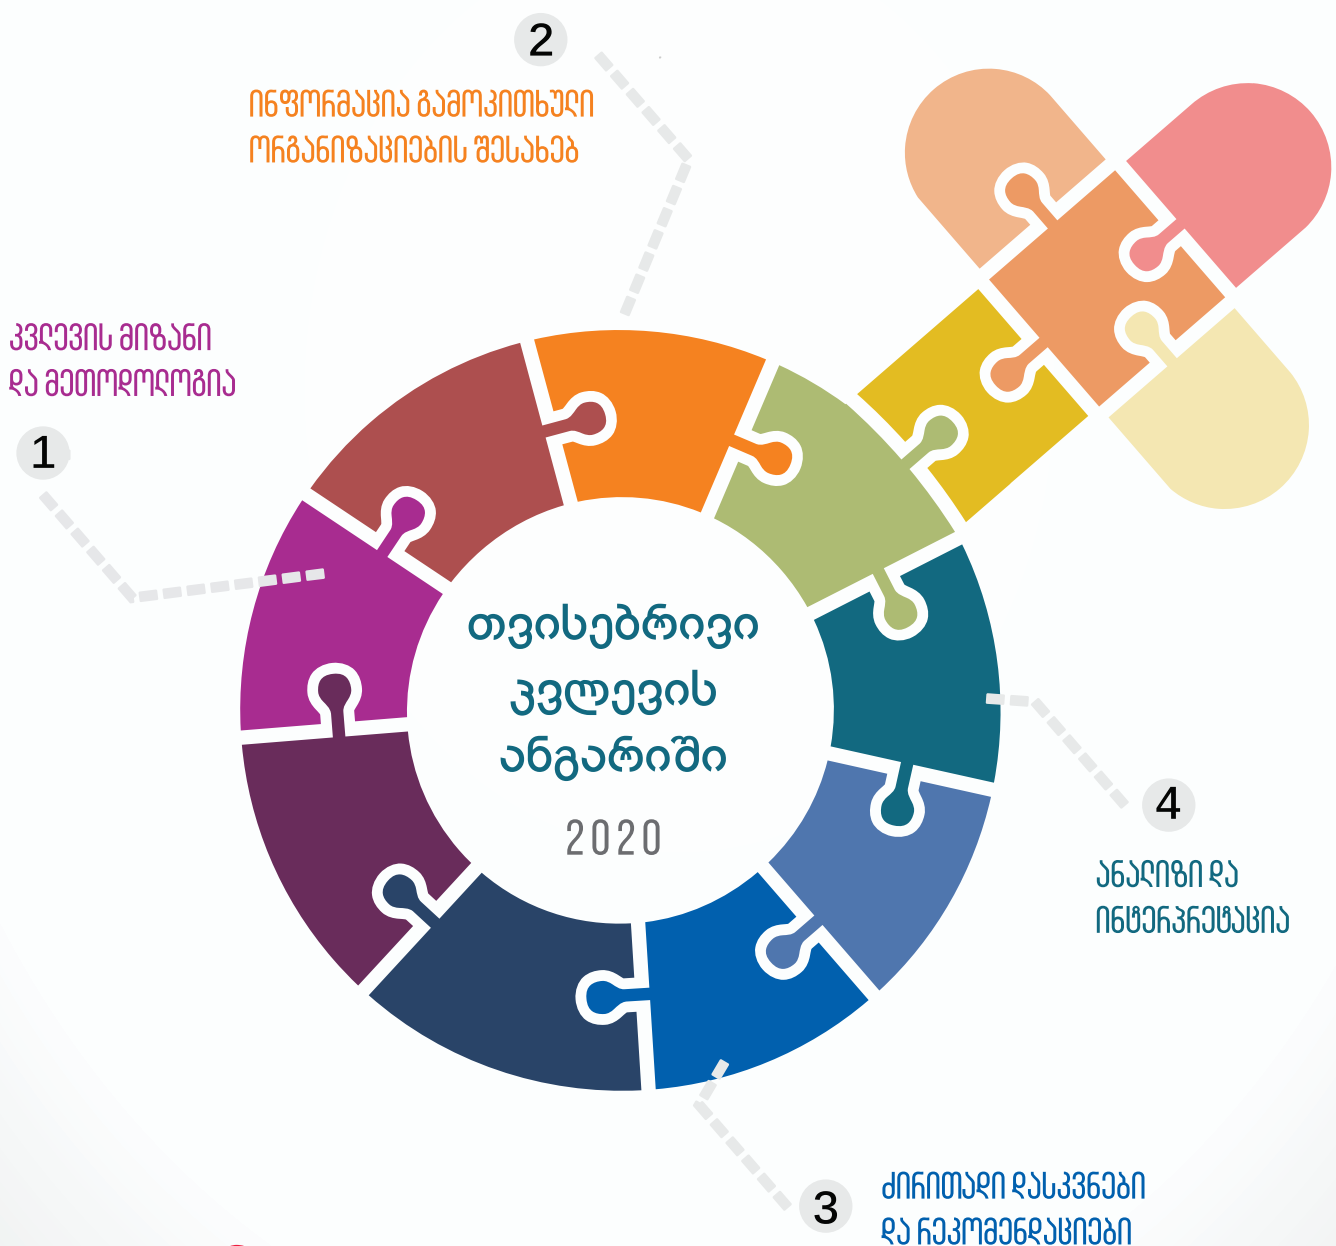 2
ინფორმაცია გამოკითხული
ორგანიზაციების შესახებ
კვლევის მიზანი
და მეთოდოლოგია
1
თვისებრივი
კვლევის
ანგარიში
2020
4
ანალიზი და
ინტერპრეტაცია
3
ძირითადი დასკვნები
და რეკომენდაციები